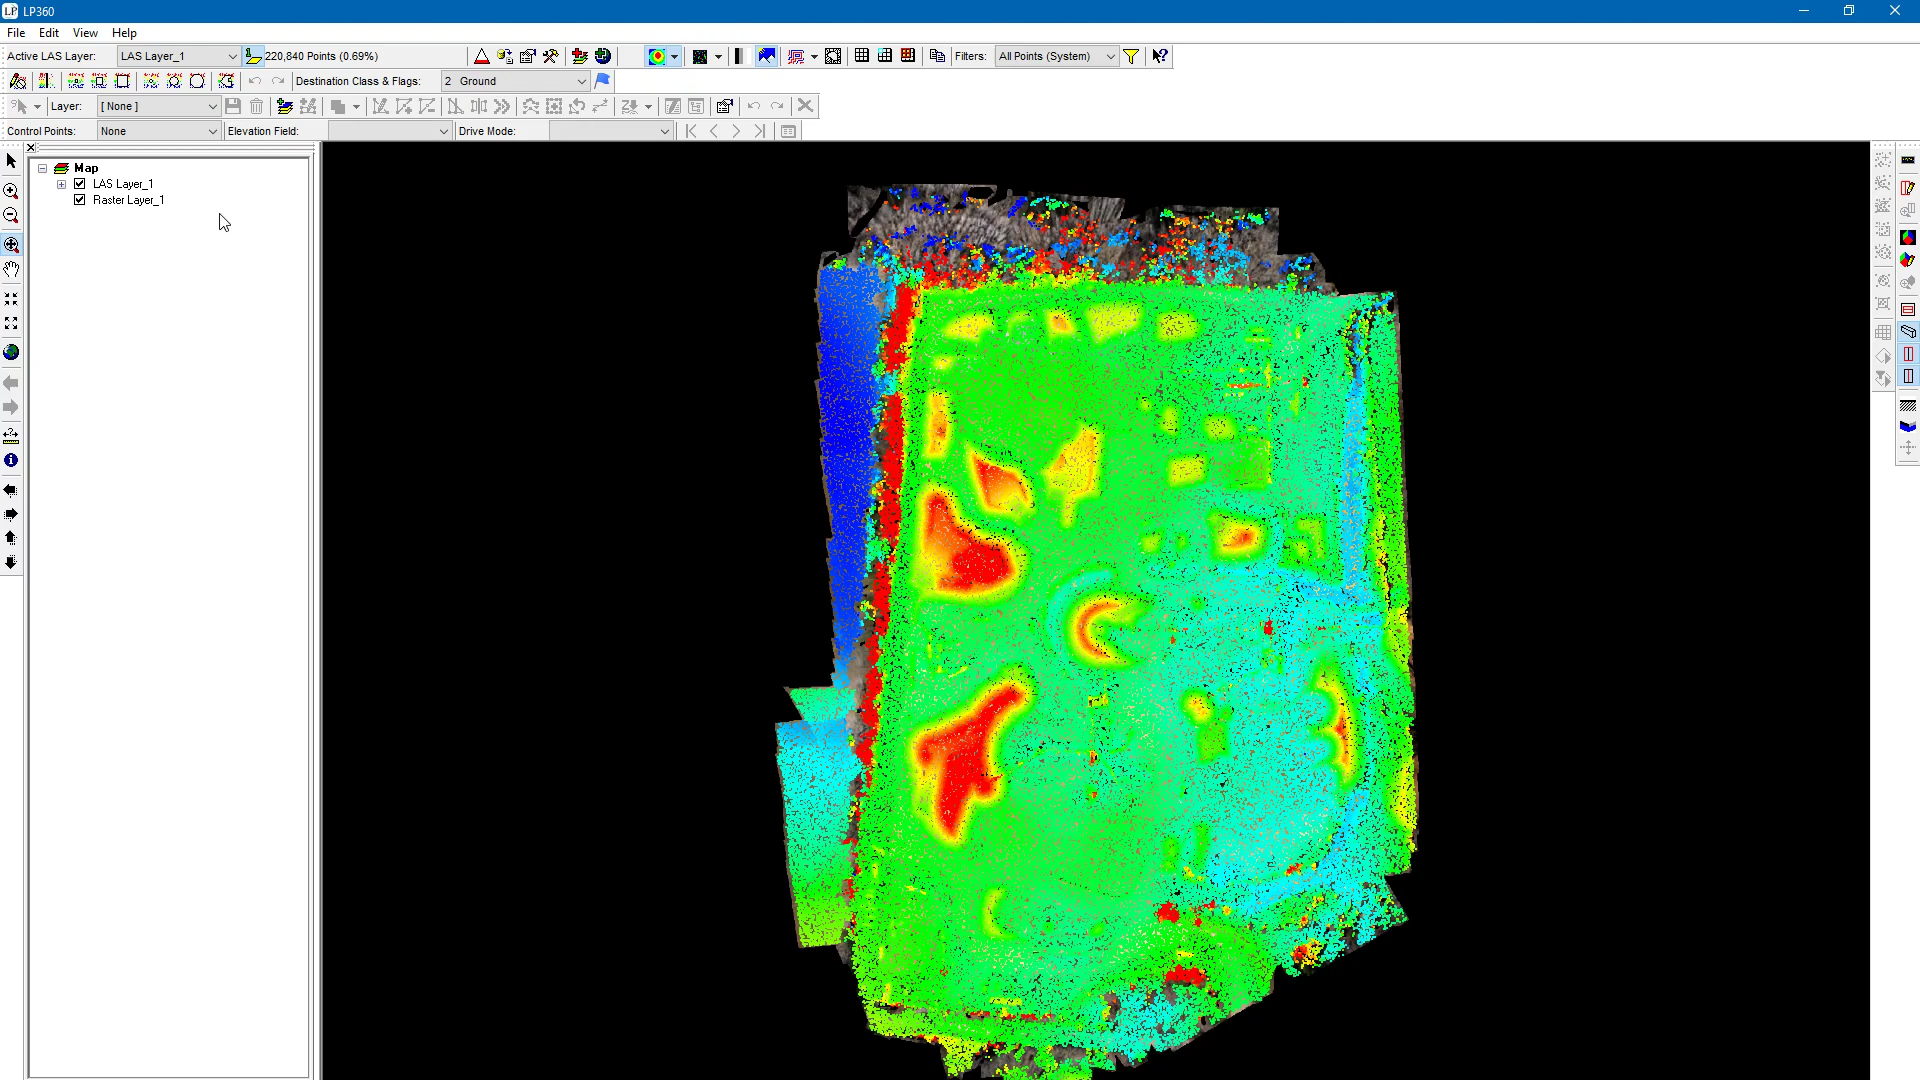 LP LP360
File Edit View Help
Active LAS Layer: LAS Layer_1 220,840 Points (0.69%) Filters: All Points (System)
Destination Class & Flags: 2 Ground
Layer: [ None ]
Control Points: None Elevation Field: Drive Mode:
Map
LAS Layer_1
Raster Layer_1